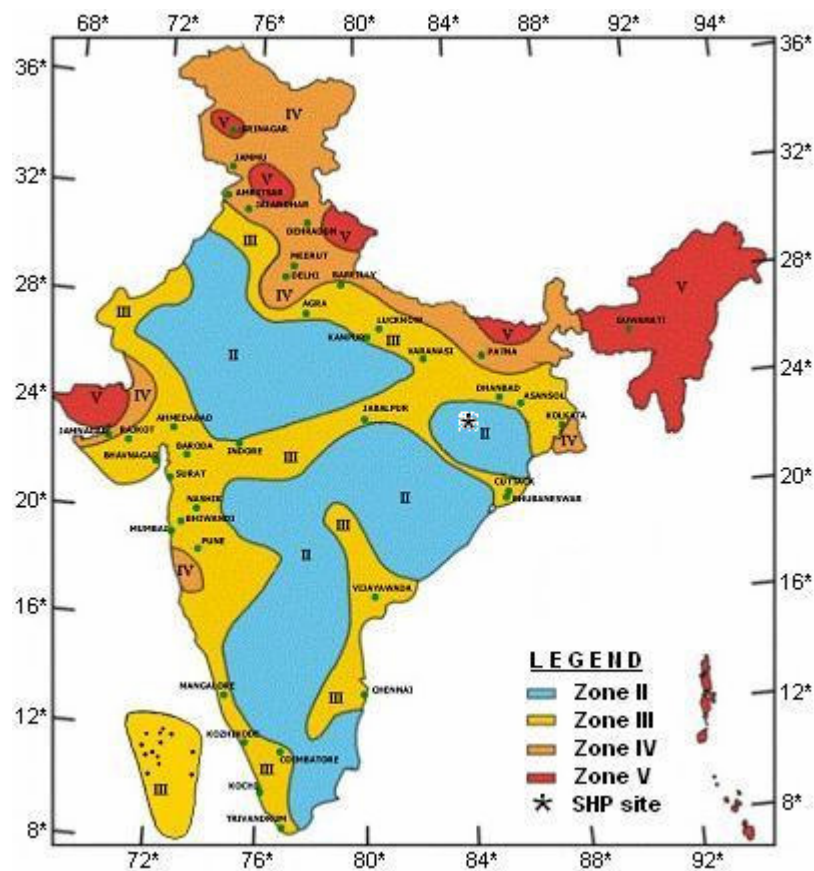 68* 72* 76* 80* 84* 88* 92* 94*
36* 36*
IV
V SRINAGAR
JAMMU
32* 32*
V
AMRITSAR
JALANDHAR
DEHRADUN V
III
MEERUT
28* DELHI BAREILLY 28*
V
IV
AGRA
III
LUCKNOW
GUWARATI
KANPUR III V
VARANASI PATNA
II
24* 24*
V IV
DHANBAD ASANSOL
JABALPUR
AHMEDABAD KOLKATA
JAMNAGAR RAJKOT
II IV
BARODA INDORE
BHAVNAGAR III
SURAT
CUTTACK
20* NASHIK II BHUBANESWAR 20*
BHIWANDI III
MUMBAI
PUNE
II
IV
16* VIJAYAWADA 16*
LEGEND
MANGALORE CHENNAI Zone II
III
12* 12*
Zone III
KOZHIKODE
COIMBATORE Zone IV
III
III KOCHI Zone V
SHP site
TRIVANDRUM
8* 8*
72* 76* 80* 84* 88* 92*